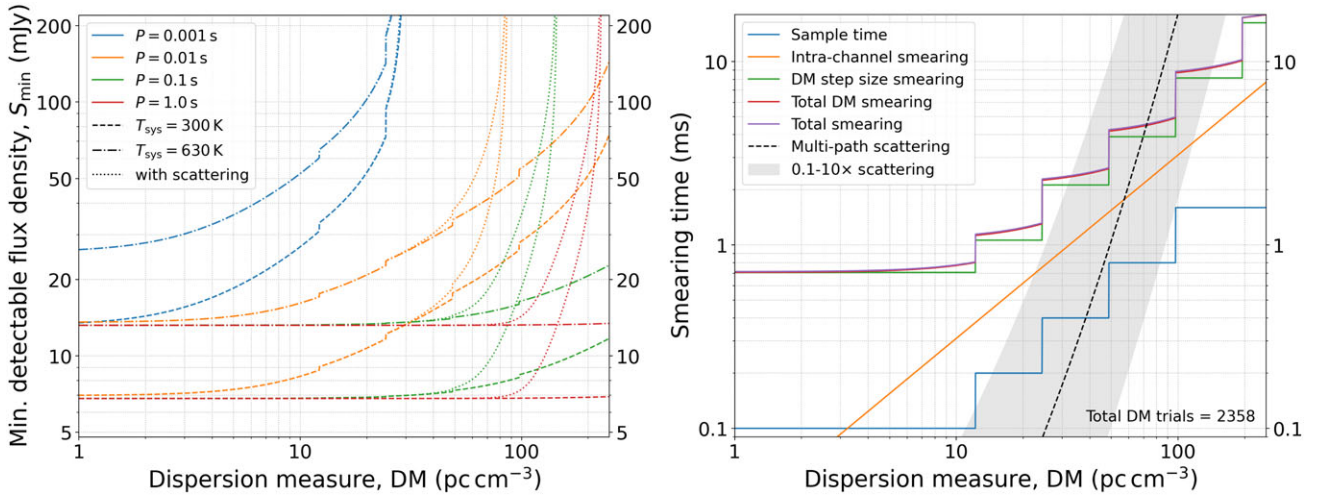 Min. detectable flux density, S_min (mJy)
200
100
50
20
10
5
P = 0.001 s
P = 0.01 s
P = 0.1 s
P = 1.0 s
T_sys = 300 K
T_sys = 630 K
with scattering
200
100
50
20
10
5
1
10
100
Dispersion measure, DM (pc cm⁻³)
Smearing time (ms)
10
1
0.1
Sample time
Intra-channel smearing
DM step size smearing
Total DM smearing
Total smearing
Multi-path scattering
0.1-10× scattering
Total DM trials = 2358
10
1
0.1
1
10
100
Dispersion measure, DM (pc cm⁻³)